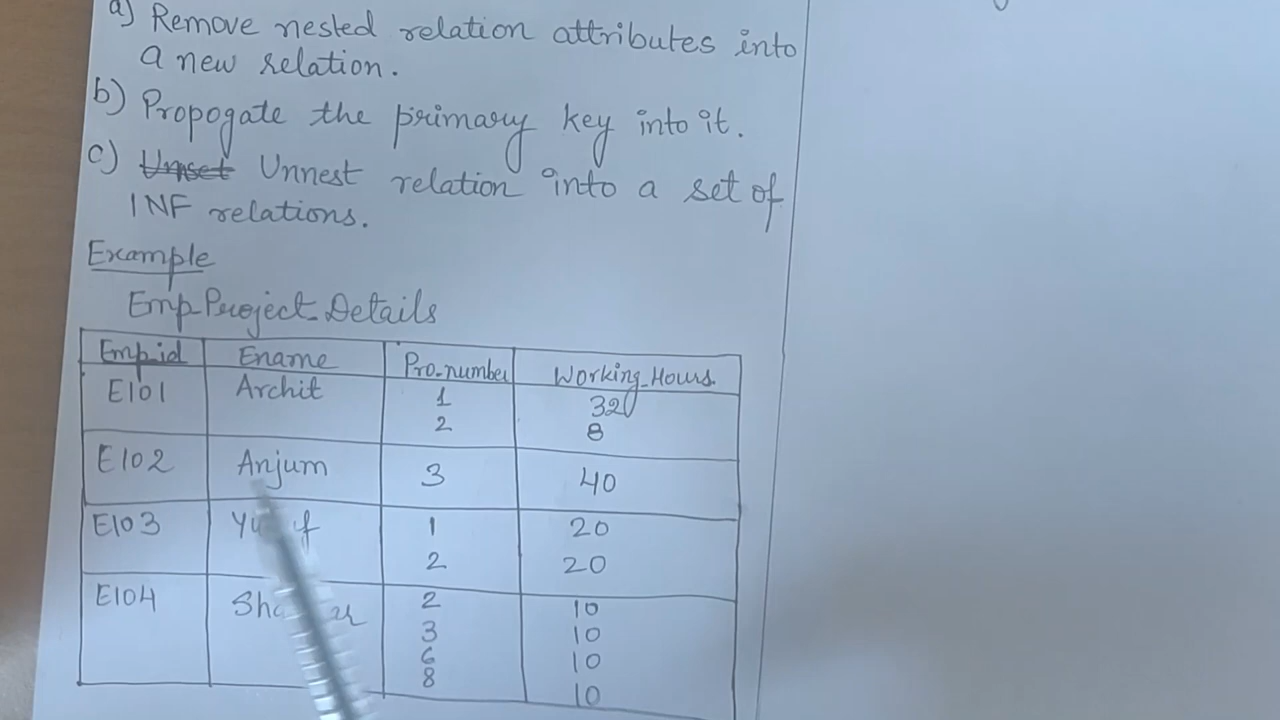 a) Remove nested relation attributes into
a new relation.
b) Propogate the primary key into it.
c) Unnest relation into a set of
1NF relations.
Example
Emp_Project_Details
Emp_id Ename Pro_number Working_Hours
E101 Archit 1 32
2 8
E102 Anjum 3 40
E103 1 20
2 20
E104 2 10
3 10
6 10
8 10